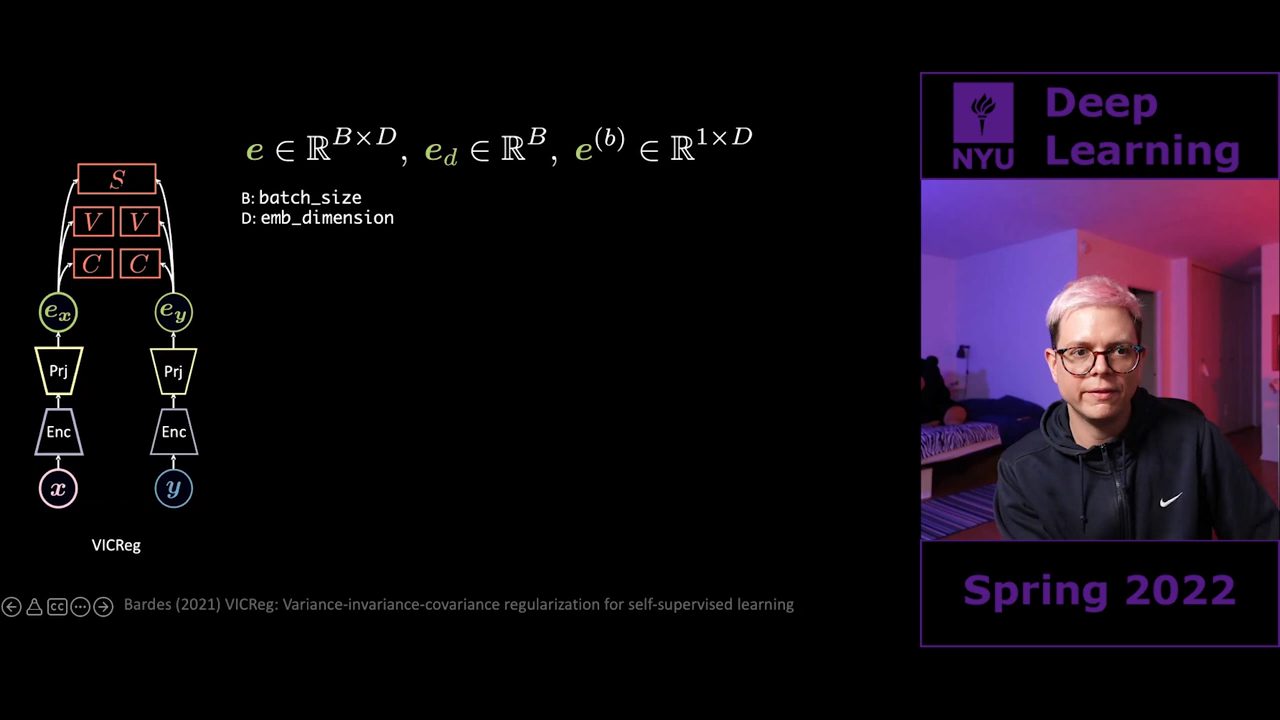 e ∈ ℝ^{B×D}, e_d ∈ ℝ^B, e^{(b)} ∈ ℝ^{1×D}
B: batch_size
D: emb_dimension
S
V V
C C
e_x e_y
Prj Prj
Enc Enc
x y
VICReg
cc Bardes (2021) VICReg: Variance-invariance-covariance regularization for self-supervised learning
NYU
Deep
Learning
Spring 2022